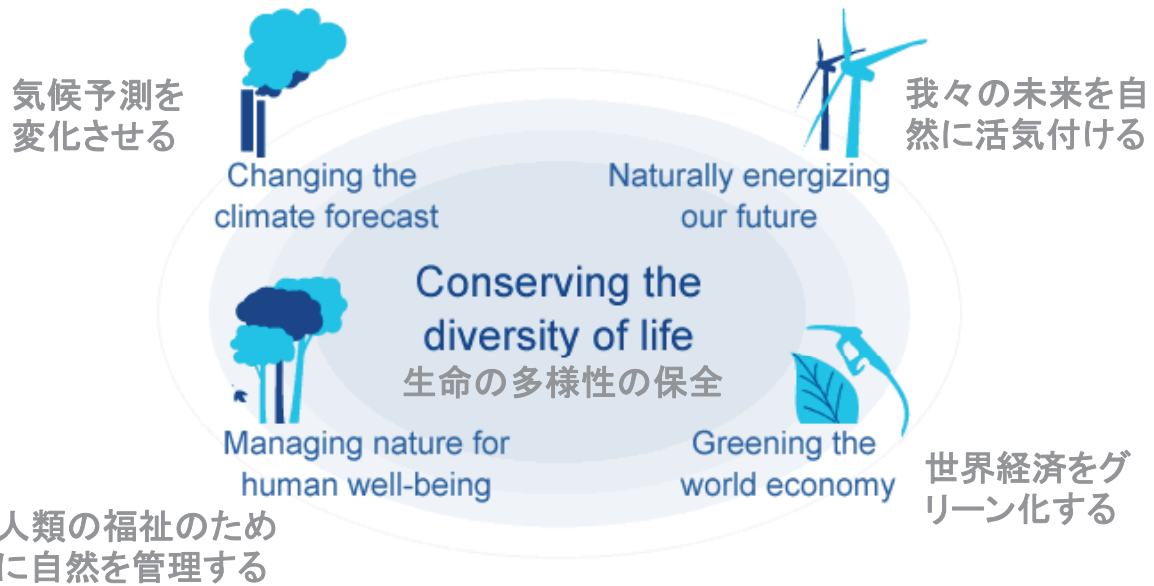 気候予測を
変化させる
Changing the
climate forecast
我々の未来を自
然に活気付ける
Naturally energizing
our future
Conserving the
diversity of life
生命の多様性の保全
Managing nature for
human well-being
人類の福祉のため
に自然を管理する
Greening the
world economy
世界経済をグ
リーン化する